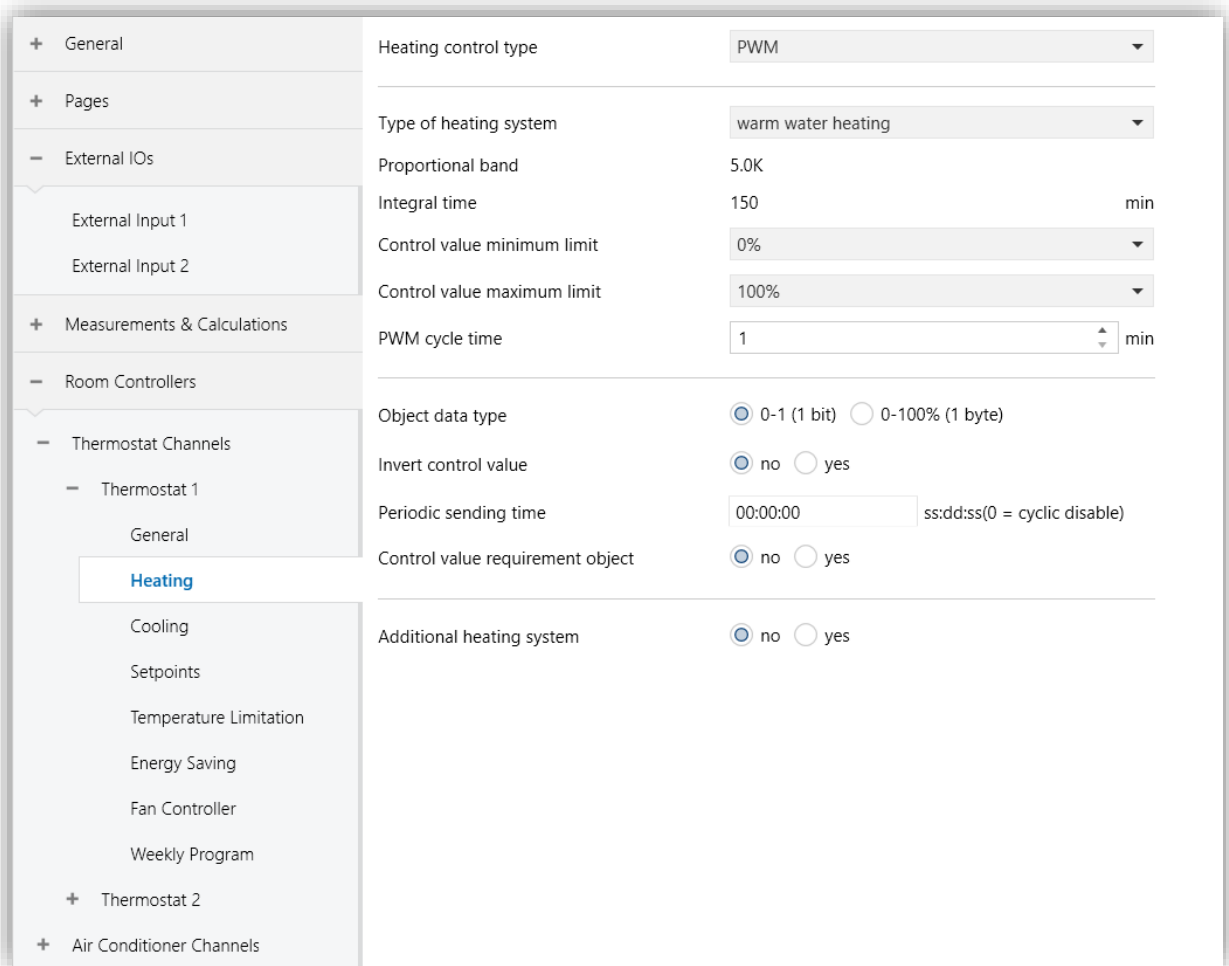 General
Pages
External IOs
External Input 1
External Input 2
Measurements & Calculations
Room Controllers
Thermostat Channels
Thermostat 1
General
Heating
Cooling
Setpoints
Temperature Limitation
Energy Saving
Fan Controller
Weekly Program
Thermostat 2
Air Conditioner Channels
Heating control type PWM
Type of heating system warm water heating
Proportional band 5.0K
Integral time 150 min
Control value minimum limit 0%
Control value maximum limit 100%
PWM cycle time 1 min
Object data type 0-1 (1 bit) 0-100% (1 byte)
Invert control value no yes
Periodic sending time 00:00:00 ss:dd:ss(0 = cyclic disable)
Control value requirement object no yes
Additional heating system no yes